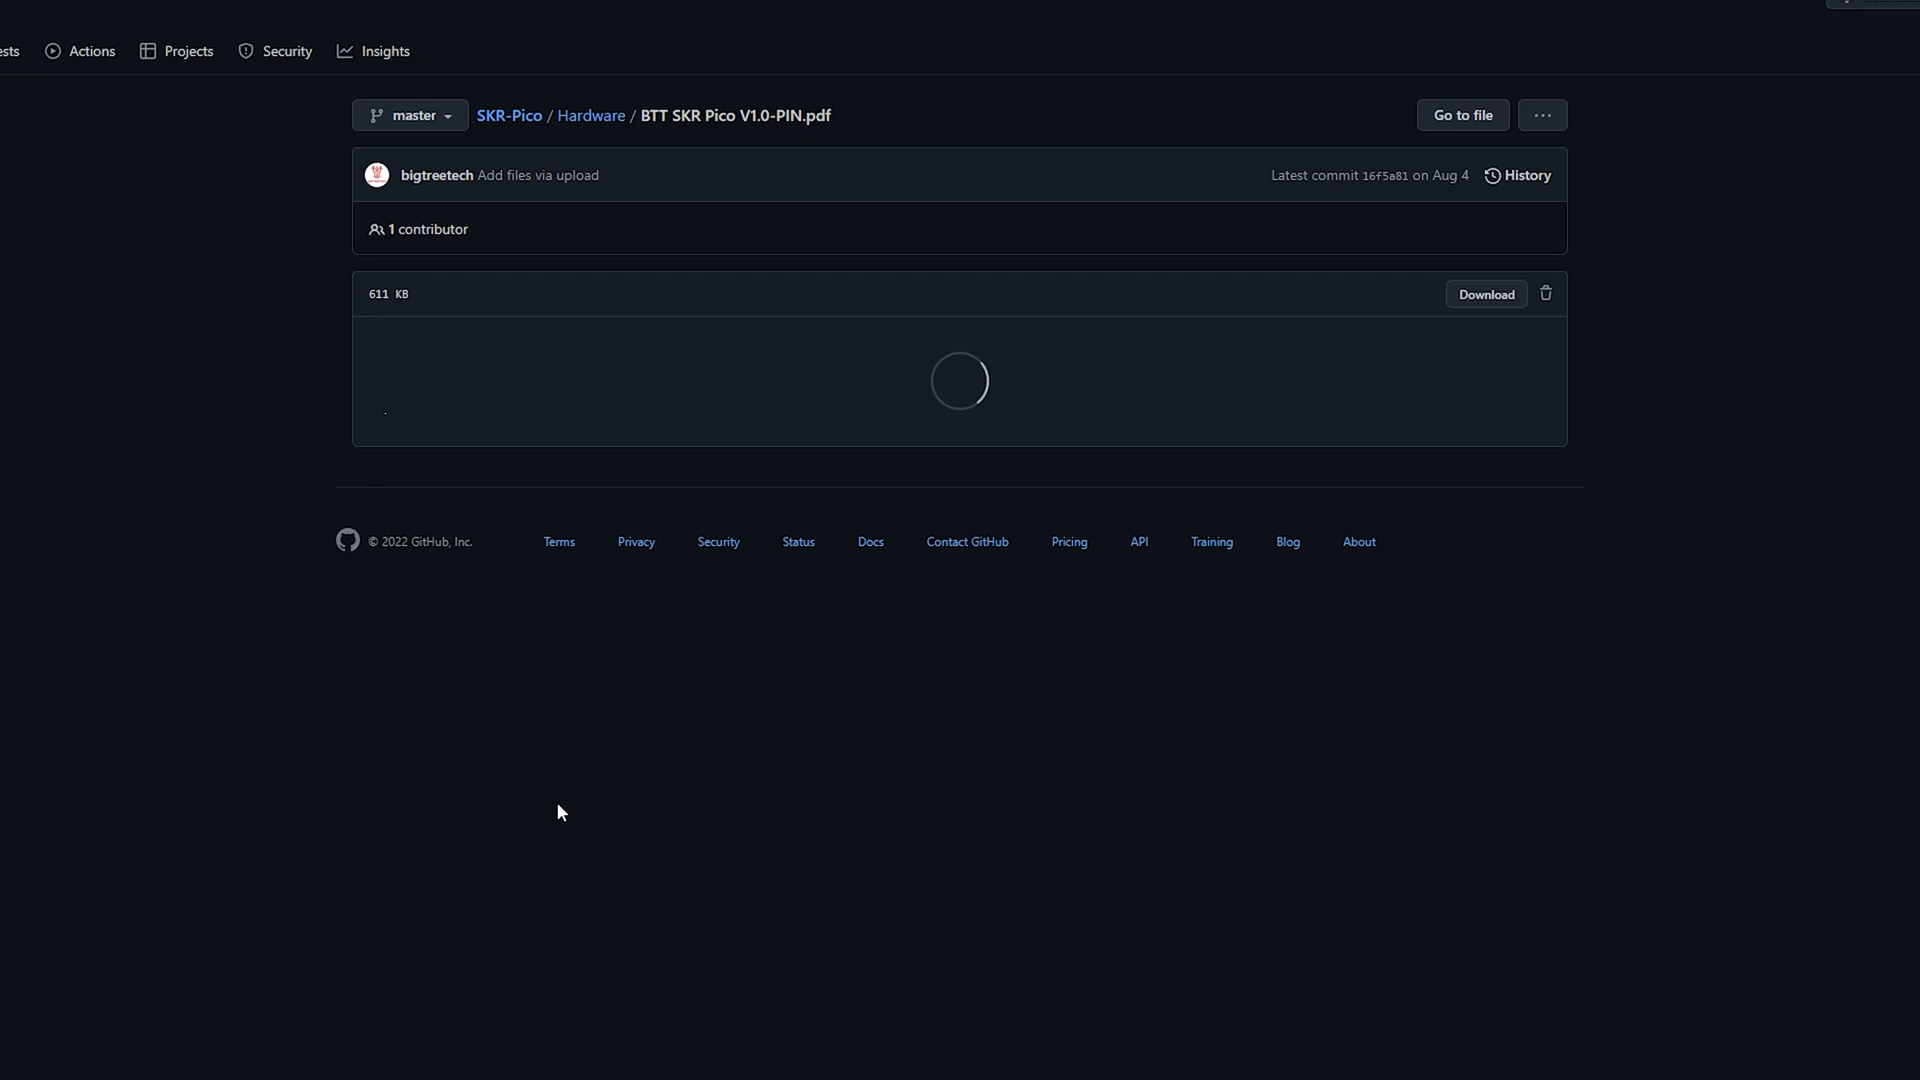 ests Actions Projects Security Insights
master SKR-Pico / Hardware / BTT SKR Pico V1.0-PIN.pdf Go to file ...
bigtreetech Add files via upload Latest commit 16f5a81 on Aug 4 History
1 contributor
611 KB Download
© 2022 GitHub, Inc. Terms Privacy Security Status Docs Contact GitHub Pricing API Training Blog About